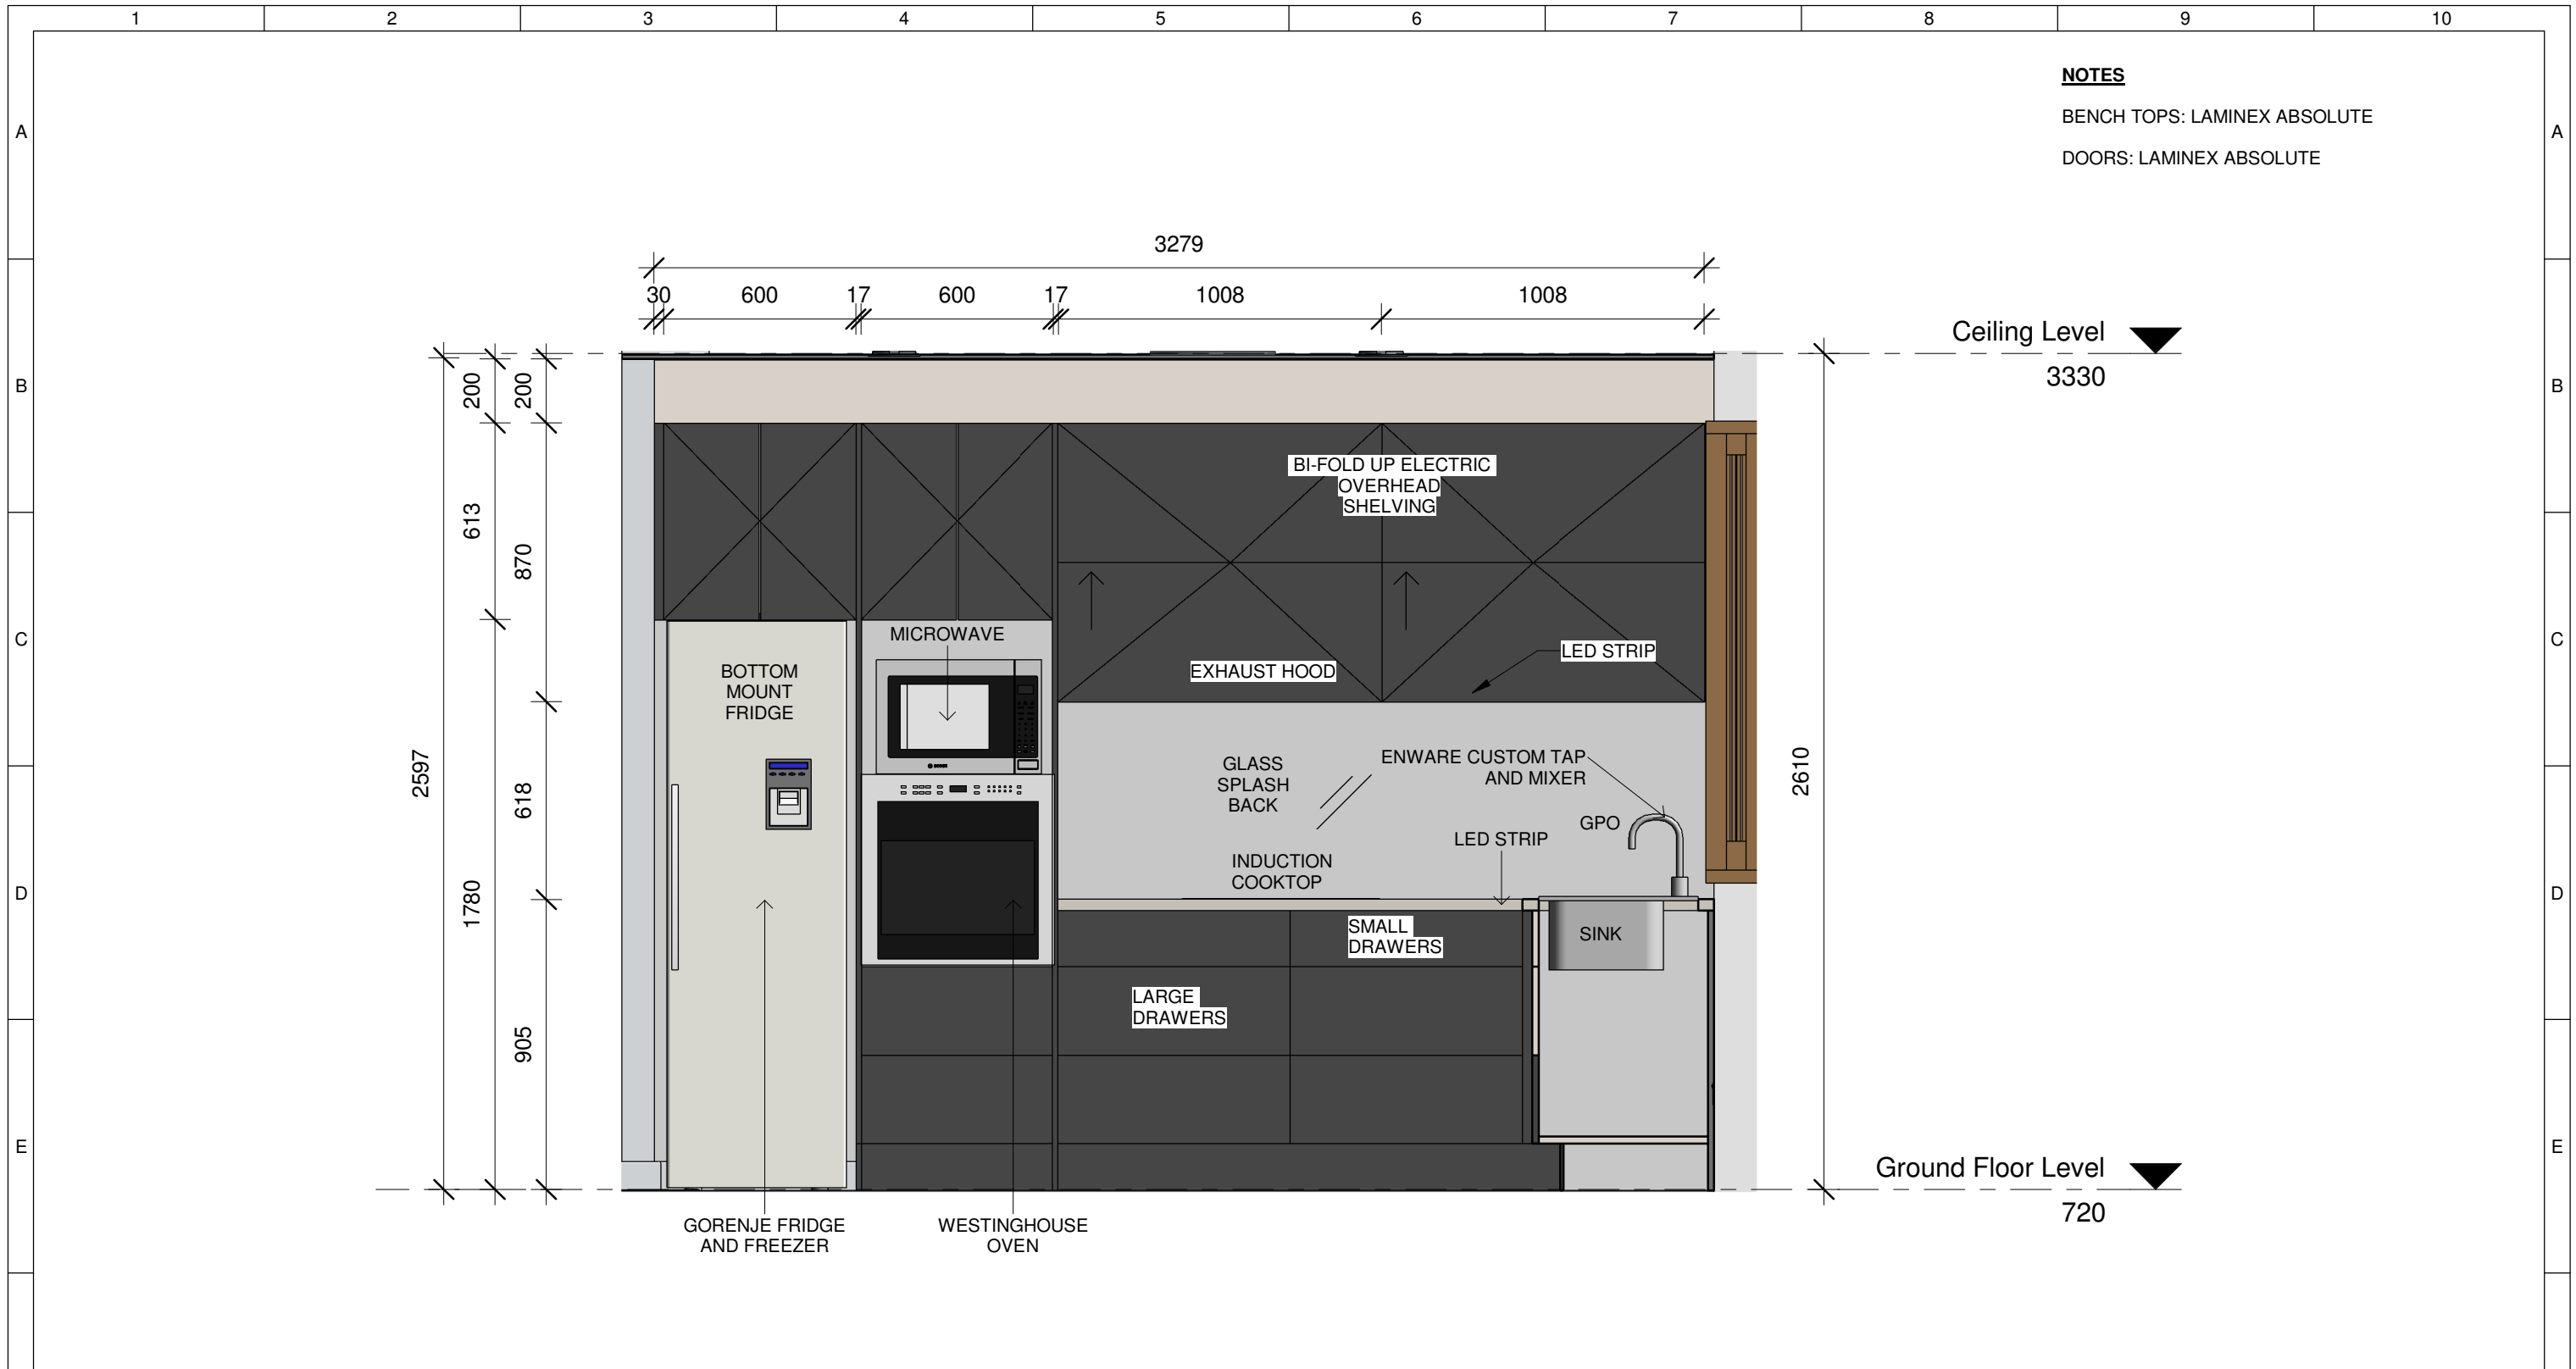 1 2 3 4 5 6 7 8 9 10
NOTES
BENCH TOPS: LAMINEX ABSOLUTE
DOORS: LAMINEX ABSOLUTE
A A
3279
30 600 17 600 17 1008 1008
Ceiling Level
3330
B B
200 200
613
870
BI-FOLD UP ELECTRIC
OVERHEAD
SHELVING
C C
MICROWAVE
LED STRIP
EXHAUST HOOD
BOTTOM
MOUNT
FRIDGE
2597
618
2610
GLASS
SPLASH
BACK
ENWARE CUSTOM TAP
AND MIXER
GPO
LED STRIP
INDUCTION
COOKTOP
D D
1780
SMALL
DRAWERS
SINK
LARGE
DRAWERS
905
E E
Ground Floor Level
720
GORENJE FRIDGE
AND FREEZER
WESTINGHOUSE
OVEN